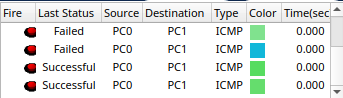 Fire Last Status Source Destination Type Color Time(sec
Failed PC0 PC1 ICMP 0.000
Failed PC0 PC1 ICMP 0.000
Successful PC0 PC1 ICMP 0.000
Successful PC0 PC1 ICMP 0.000